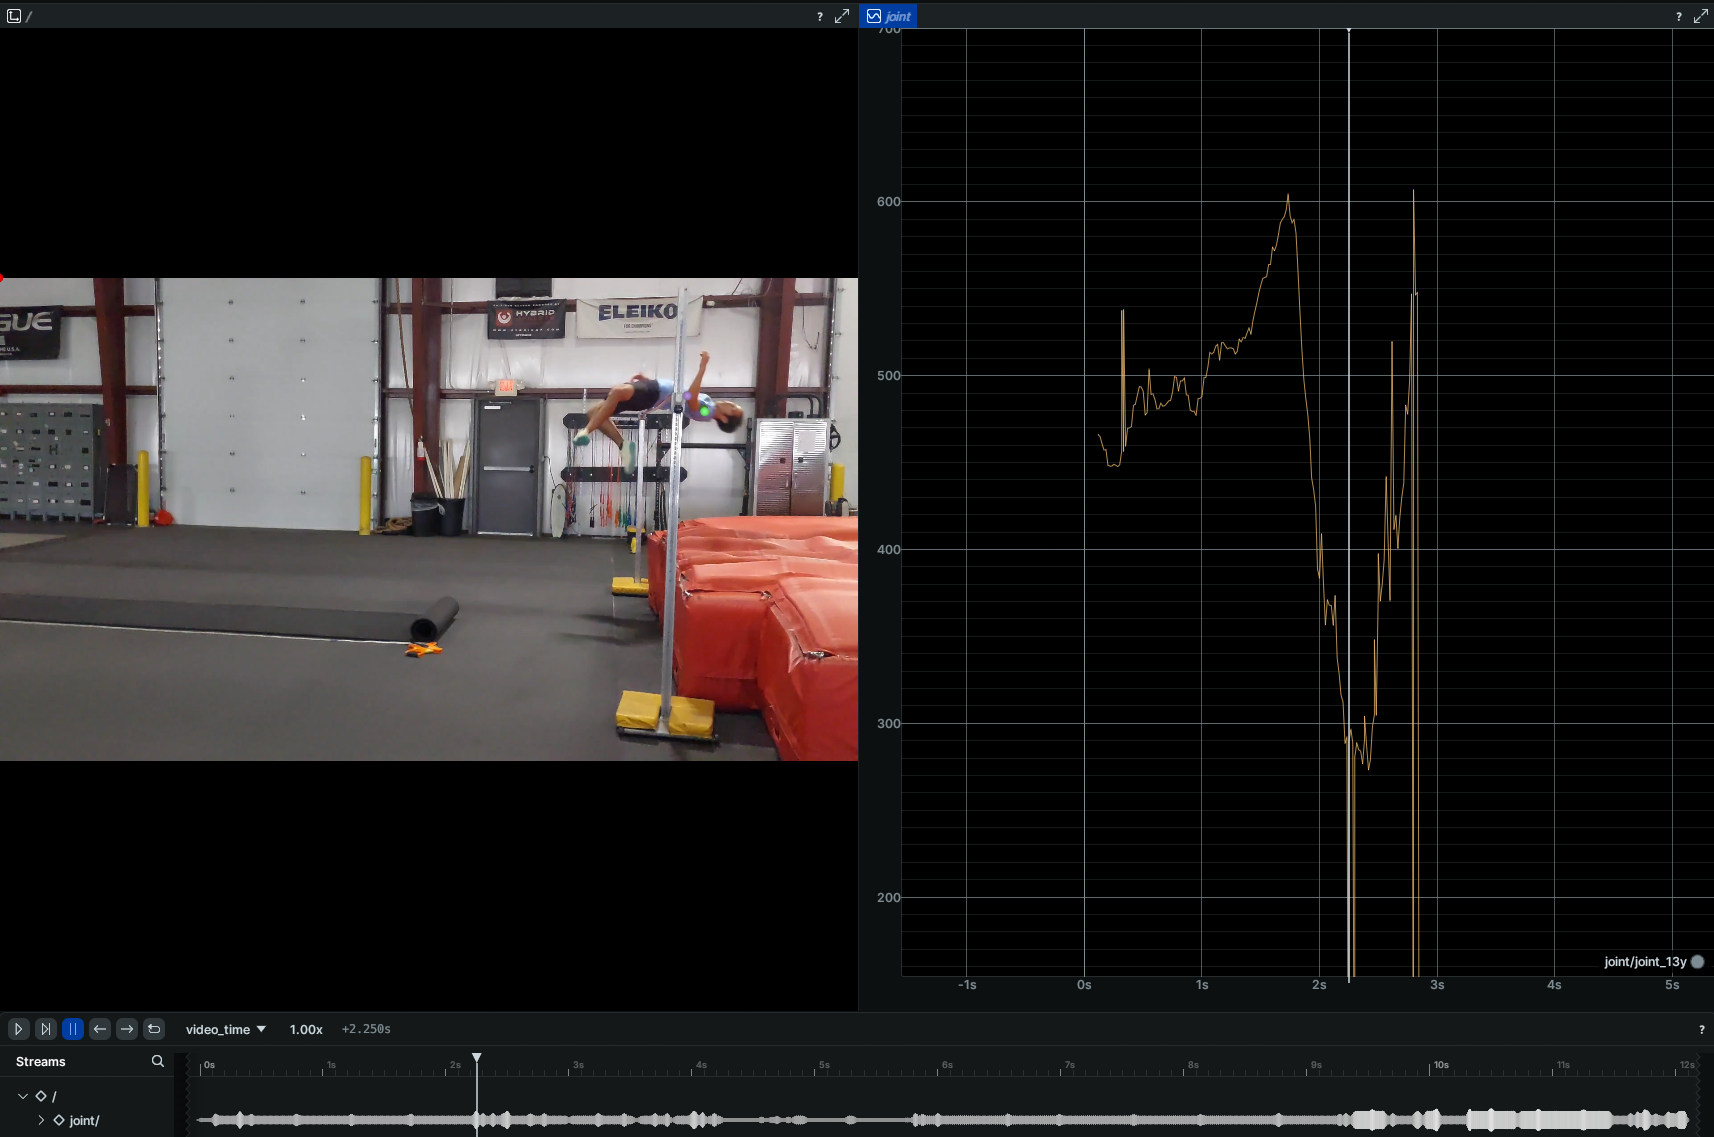 /
?
joint
?
700
600
500
400
300
200
-1s
0s
1s
2s
3s
4s
5s
joint/joint_13y
GUE
HYBRID
ELEIKO
EXIT
video_time
1.00x
+2.250s
?
Streams
0s
1s
2s
3s
4s
5s
6s
7s
8s
9s
10s
11s
12s
/
joint/